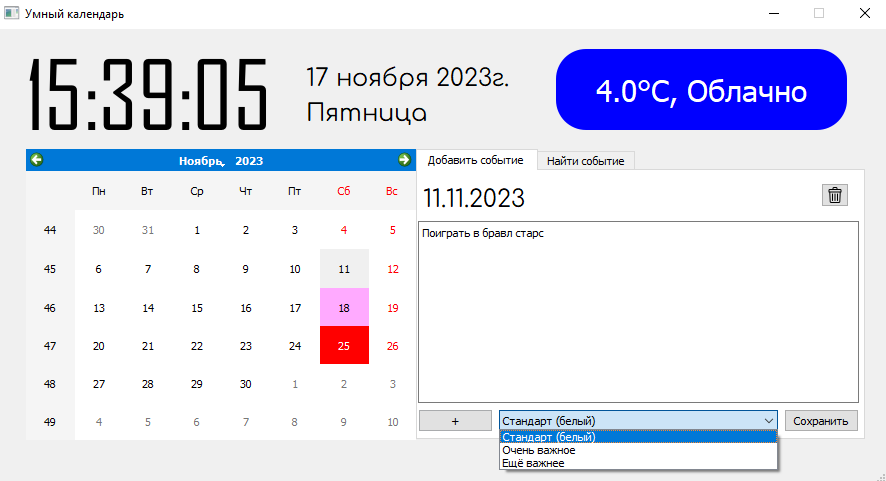 Умный календарь
15:39:05
17 ноября 2023г.
Пятница
4.0°C, Облачно
Ноябрь, 2023
Пн Вт Ср Чт Пт Сб Вс
44 30 31 1 2 3 4 5
45 6 7 8 9 10 11 12
46 13 14 15 16 17 18 19
47 20 21 22 23 24 25 26
48 27 28 29 30 1 2 3
49 4 5 6 7 8 9 10
Добавить событие
Найти событие
11.11.2023
Поиграть в бравл старс
+
Стандарт (белый)
Сохранить
Стандарт (белый)
Очень важное
Ещё важнее